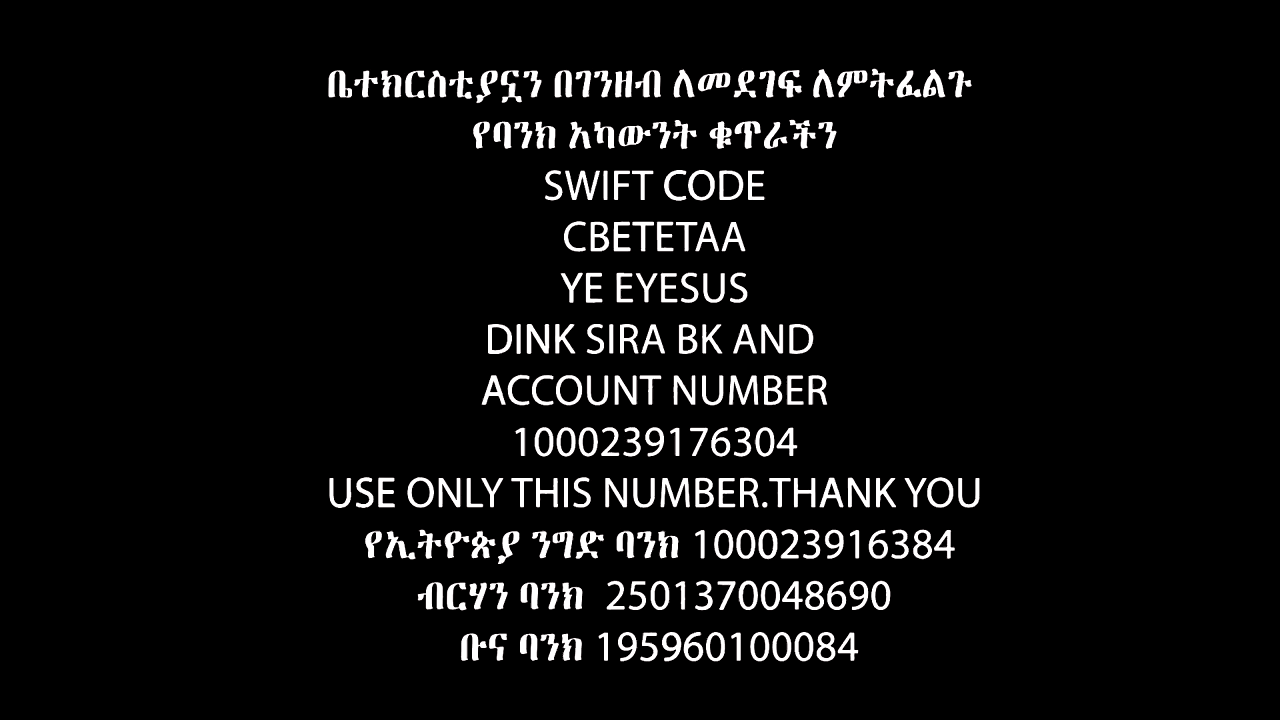 ቤተክርስቲያኗን በገንዘብ ለመደገፍ ለምትፈልጉ
የባንክ አካውንት ቁጥራችን
SWIFT CODE
CBETETAA
YE EYESUS
DINK SIRA BK AND
ACCOUNT NUMBER
1000239176304
USE ONLY THIS NUMBER.THANK YOU
የኢትዮጵያ ንግድ ባንክ 100023916384
ብርሃን ባንክ 2501370048690
ቡና ባንክ 195960100084